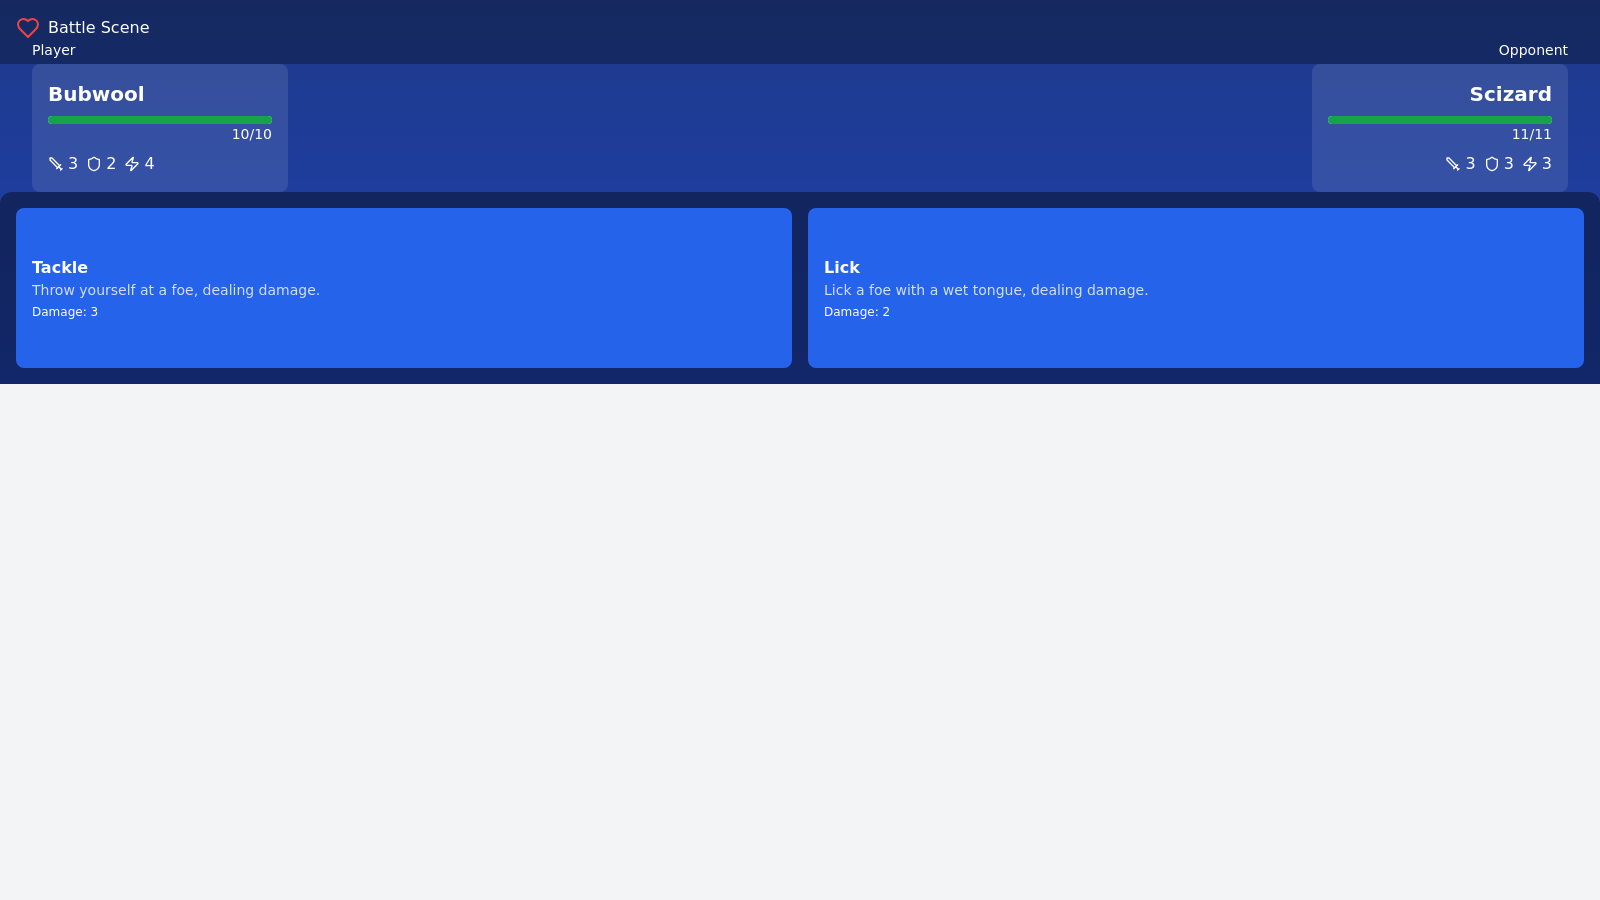 Battle Scene
Player
Opponent
Bubwool
10/10
3 2 4
Scizard
11/11
3 3 3
Tackle
Throw yourself at a foe, dealing damage.
Damage: 3
Lick
Lick a foe with a wet tongue, dealing damage.
Damage: 2